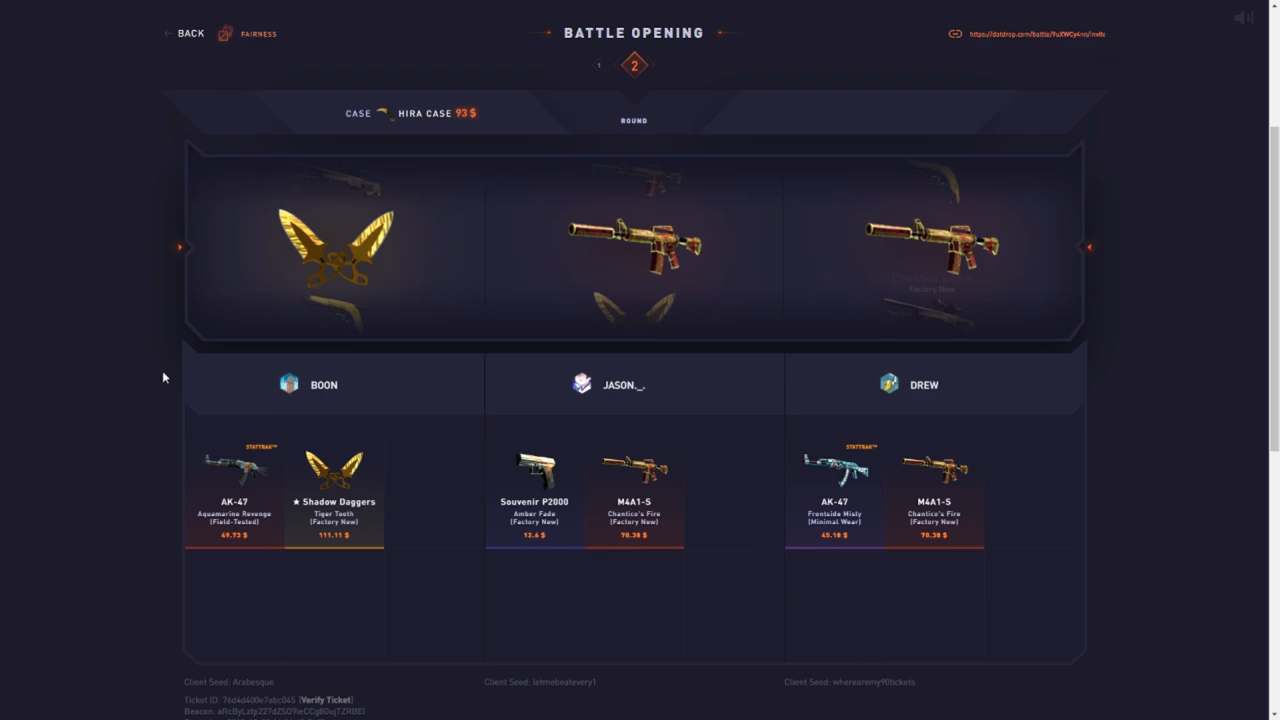 ← BACK
FAIRNESS
BATTLE OPENING
1
2
CASE HIRA CASE 93 $
ROUND
Factory New
BOON
JASON._.
DREW
STATTRAK™
AK-47
Aquamarine Revenge
(Field-Tested)
49.73 $
★ Shadow Daggers
Tiger Tooth
(Factory New)
111.11 $
Souvenir P2000
Amber Fade
(Factory New)
12.6 $
M4A1-S
Chantico's Fire
(Factory New)
70.38 $
STATTRAK™
AK-47
Frontside Misty
(Minimal Wear)
45.18 $
M4A1-S
Chantico's Fire
(Factory New)
70.38 $
Client Seed: Arabesque
Client Seed: letmebeatevery1
Client Seed: wherearemy90tickets
Ticket ID: 76d4d400e7abc045 [Verify Ticket]
Beacon: